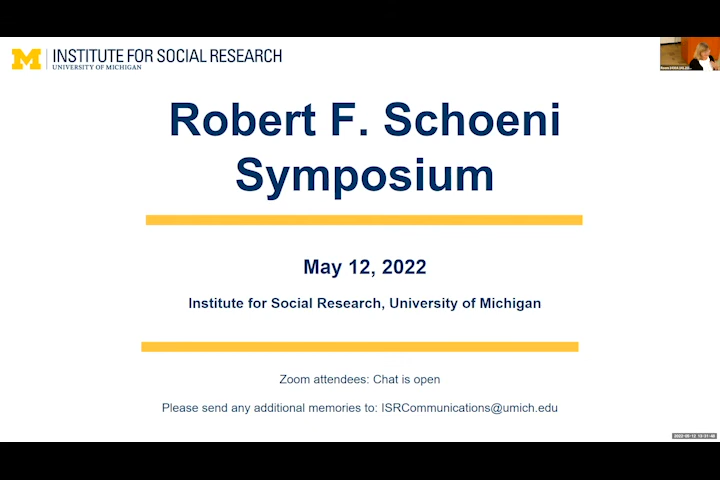 M
INSTITUTE FOR SOCIAL RESEARCH
UNIVERSITY OF MICHIGAN
Robert F. Schoeni
Symposium
May 12, 2022
Institute for Social Research, University of Michigan
Zoom attendees: Chat is open
Please send any additional memories to: ISRCommunications@umich.edu